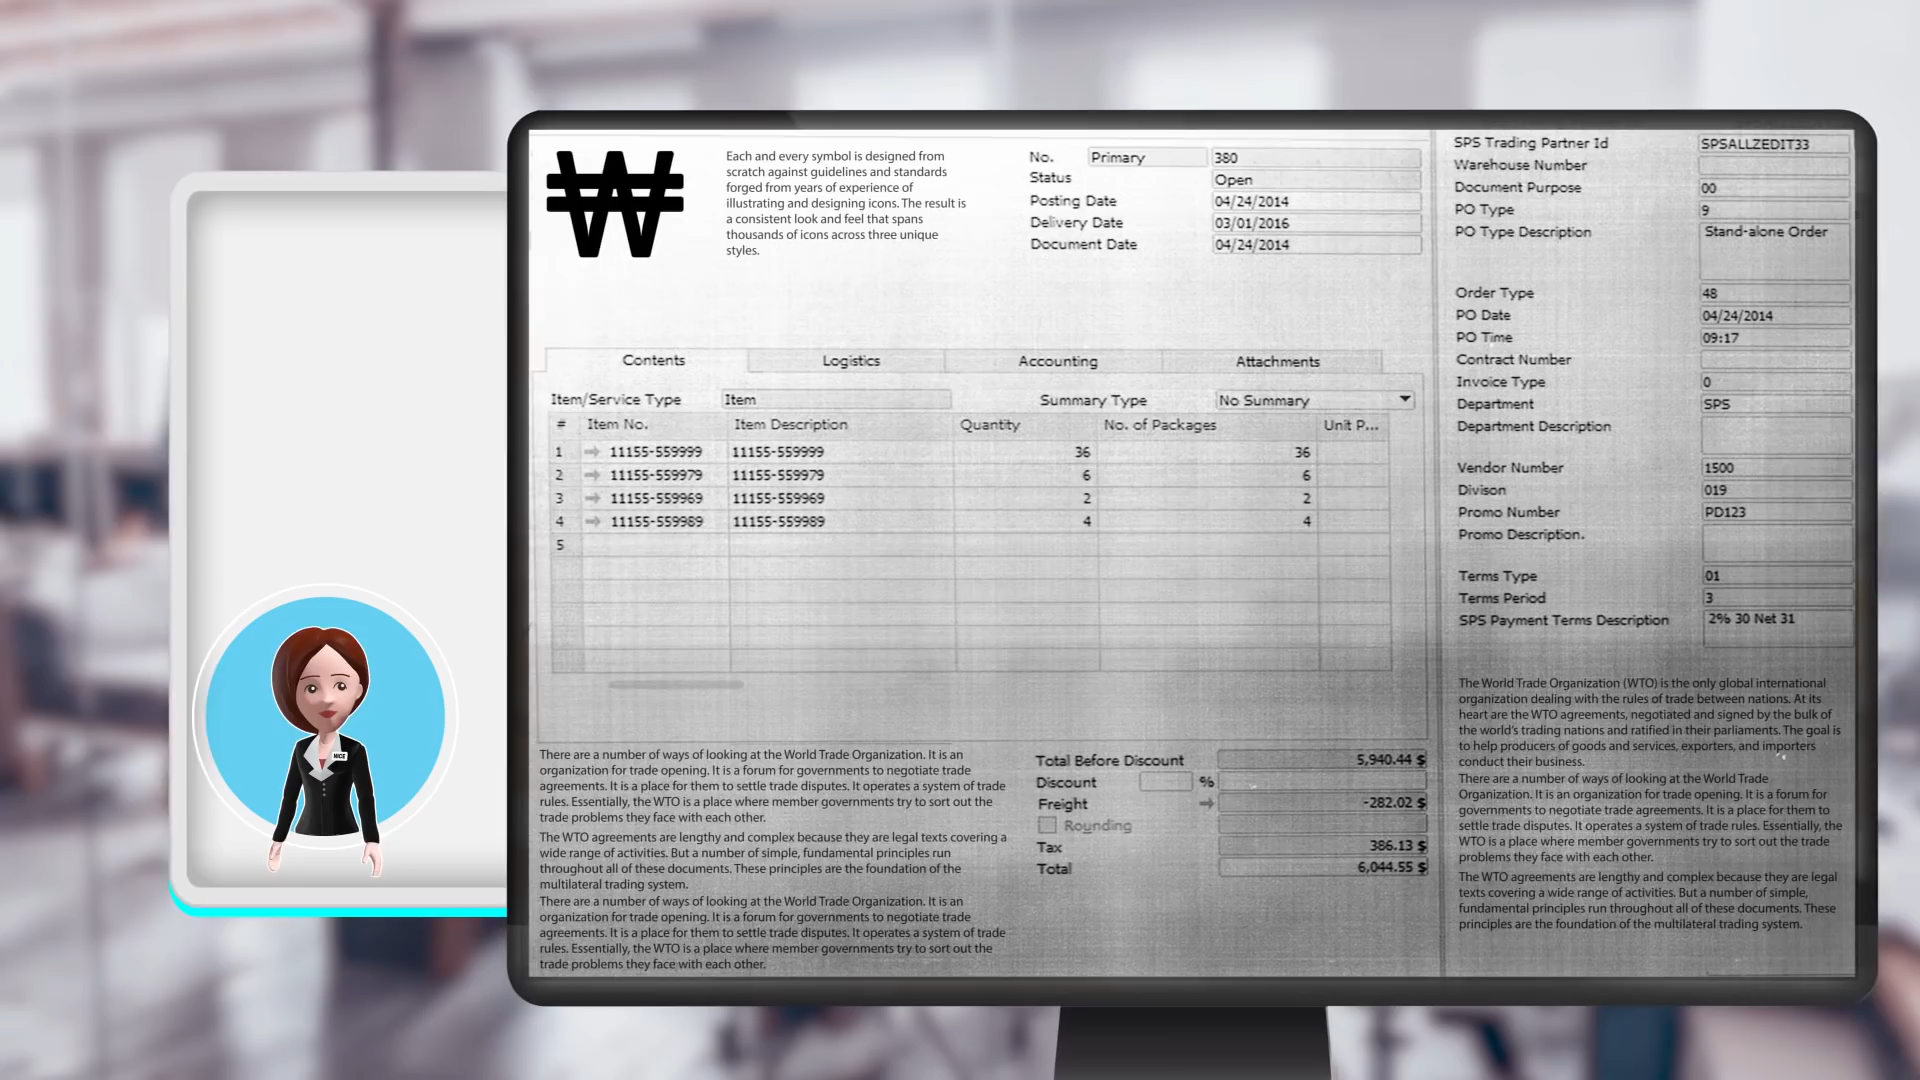 ₩
Each and every symbol is designed from
scratch against guidelines and standards
forged from years of experience of
illustrating and designing icons. The result is
a consistent look and feel that spans
thousands of icons across three unique
styles.
No. Primary 380
Status Open
Posting Date 04/24/2014
Delivery Date 03/01/2016
Document Date 04/24/2014
Contents Logistics Accounting Attachments
Item/Service Type Item Summary Type No Summary
# Item No. Item Description Quantity No. of Packages Unit P...
1 11155-559999 11155-559999 36 36
2 11155-559979 11155-559979 6 6
3 11155-559969 11155-559969 2 2
4 11155-559989 11155-559989 4 4
5
There are a number of ways of looking at the World Trade Organization. It is an
organization for trade opening. It is a forum for governments to negotiate trade
agreements. It is a place for them to settle trade disputes. It operates a system of trade
rules. Essentially, the WTO is a place where member governments try to sort out the
trade problems they face with each other.
The WTO agreements are lengthy and complex because they are legal texts covering a
wide range of activities. But a number of simple, fundamental principles run
throughout all of these documents. These principles are the foundation of the
multilateral trading system.
There are a number of ways of looking at the World Trade Organization. It is an
organization for trade opening. It is a forum for governments to negotiate trade
agreements. It is a place for them to settle trade disputes. It operates a system of trade
rules. Essentially, the WTO is a place where member governments try to sort out the
trade problems they face with each other.
Total Before Discount 5,940.44 $
Discount %
Freight -282.02 $
Rounding
Tax 386.13 $
Total 6,044.55 $
SPS Trading Partner Id SPSALLZEDIT33
Warehouse Number
Document Purpose 00
PO Type 9
PO Type Description Stand-alone Order
Order Type 48
PO Date 04/24/2014
PO Time 09:17
Contract Number
Invoice Type 0
Department SPS
Department Description
Vendor Number 1500
Divison 019
Promo Number PD123
Promo Description.
Terms Type 01
Terms Period 3
SPS Payment Terms Description 2% 30 Net 31
The World Trade Organization (WTO) is the only global international
organization dealing with the rules of trade between nations. At its
heart are the WTO agreements, negotiated and signed by the bulk of
the world's trading nations and ratified in their parliaments. The goal is
to help producers of goods and services, exporters, and importers
conduct their business.
There are a number of ways of looking at the World Trade
Organization. It is an organization for trade opening. It is a forum for
governments to negotiate trade agreements. It is a place for them to
settle trade disputes. It operates a system of trade rules. Essentially, the
WTO is a place where member governments try to sort out the trade
problems they face with each other.
The WTO agreements are lengthy and complex because they are legal
texts covering a wide range of activities. But a number of simple,
fundamental principles run throughout all of these documents. These
principles are the foundation of the multilateral trading system.
NICE